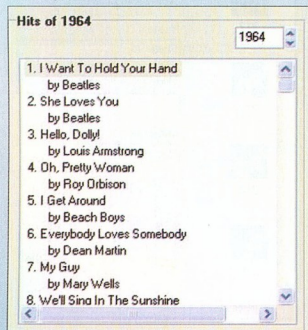 Hits of 1964
1964
1. I Want To Hold Your Hand
by Beatles
2. She Loves You
by Beatles
3. Hello, Dolly!
by Louis Armstrong
4. Oh, Pretty Woman
by Roy Orbison
5. I Get Around
by Beach Boys
6. Everybody Loves Somebody
by Dean Martin
7. My Guy
by Mary Wells
8. We'll Sing In The Sunshine